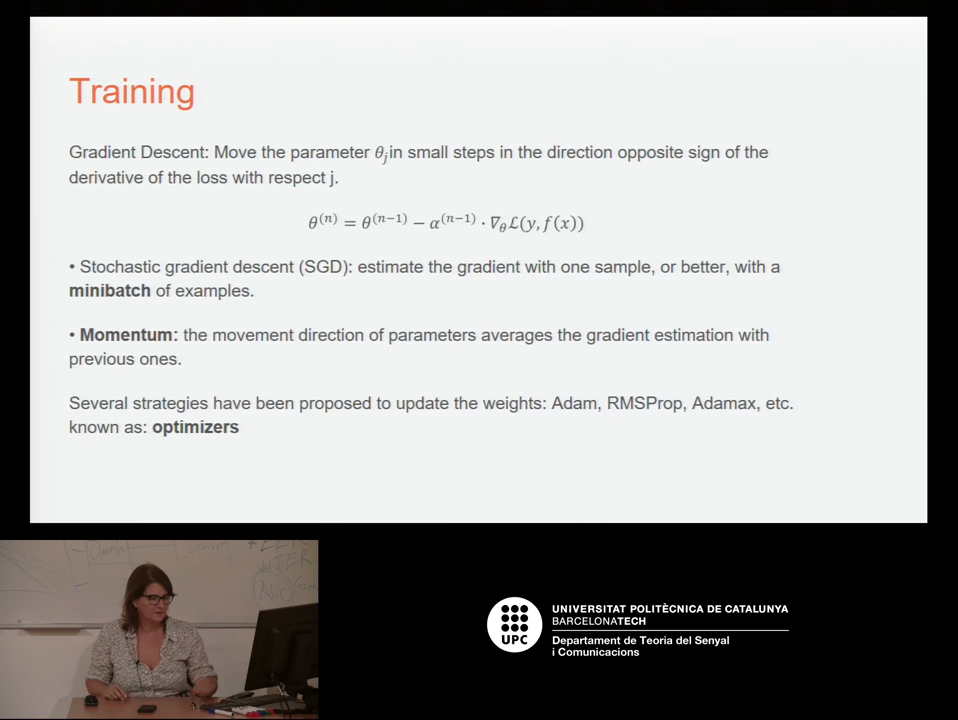 Training
Gradient Descent: Move the parameter θⱼ in small steps in the direction opposite sign of the
derivative of the loss with respect j.
θ⁽ⁿ⁾ = θ⁽ⁿ⁻¹⁾ − α⁽ⁿ⁻¹⁾ · ∇_θ ℒ(y, f(x))
• Stochastic gradient descent (SGD): estimate the gradient with one sample, or better, with a
minibatch of examples.
• Momentum: the movement direction of parameters averages the gradient estimation with
previous ones.
Several strategies have been proposed to update the weights: Adam, RMSProp, Adamax, etc.
known as: optimizers
UPC
UNIVERSITAT POLITÈCNICA DE CATALUNYA
BARCELONATECH
Departament de Teoria del Senyal
i Comunicacions